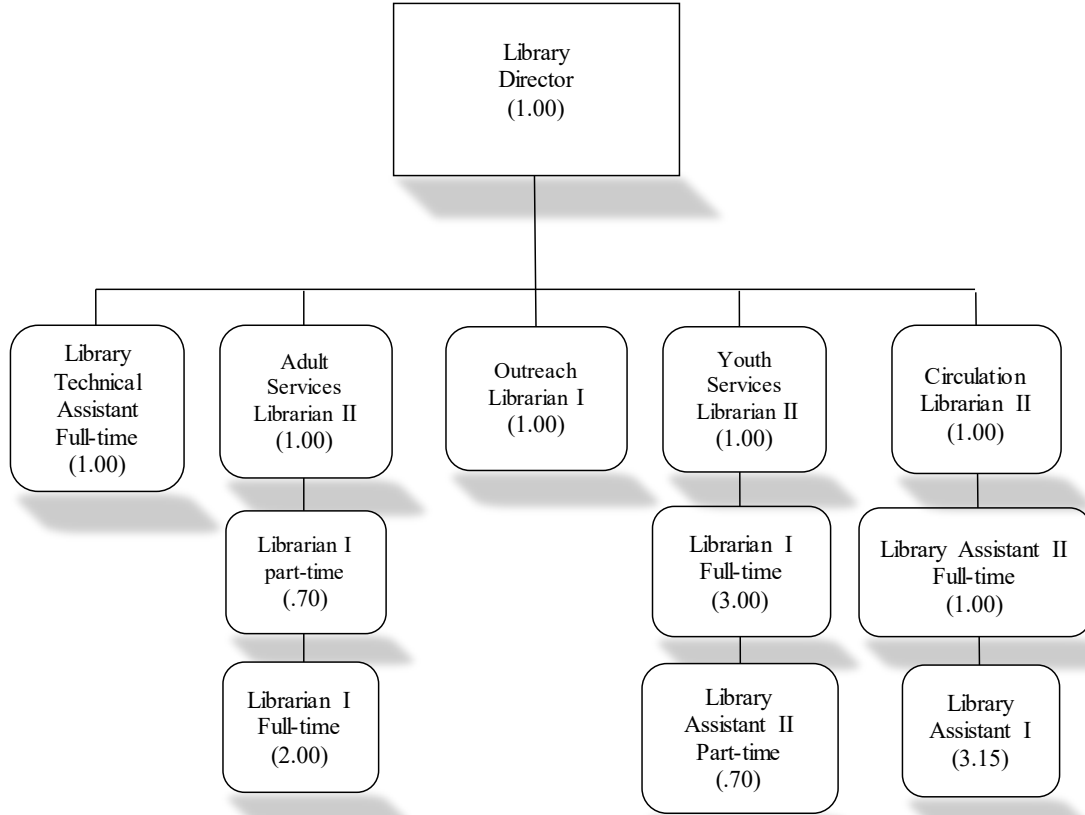 Library
Director
(1.00)
Library
Technical
Assistant
Full-time
(1.00)
Adult
Services
Librarian II
(1.00)
Outreach
Librarian I
(1.00)
Youth
Services
Librarian II
(1.00)
Circulation
Librarian II
(1.00)
Librarian I
part-time
(.70)
Librarian I
Full-time
(3.00)
Library Assistant II
Full-time
(1.00)
Librarian I
Full-time
(2.00)
Library
Assistant II
Part-time
(.70)
Library
Assistant I
(3.15)